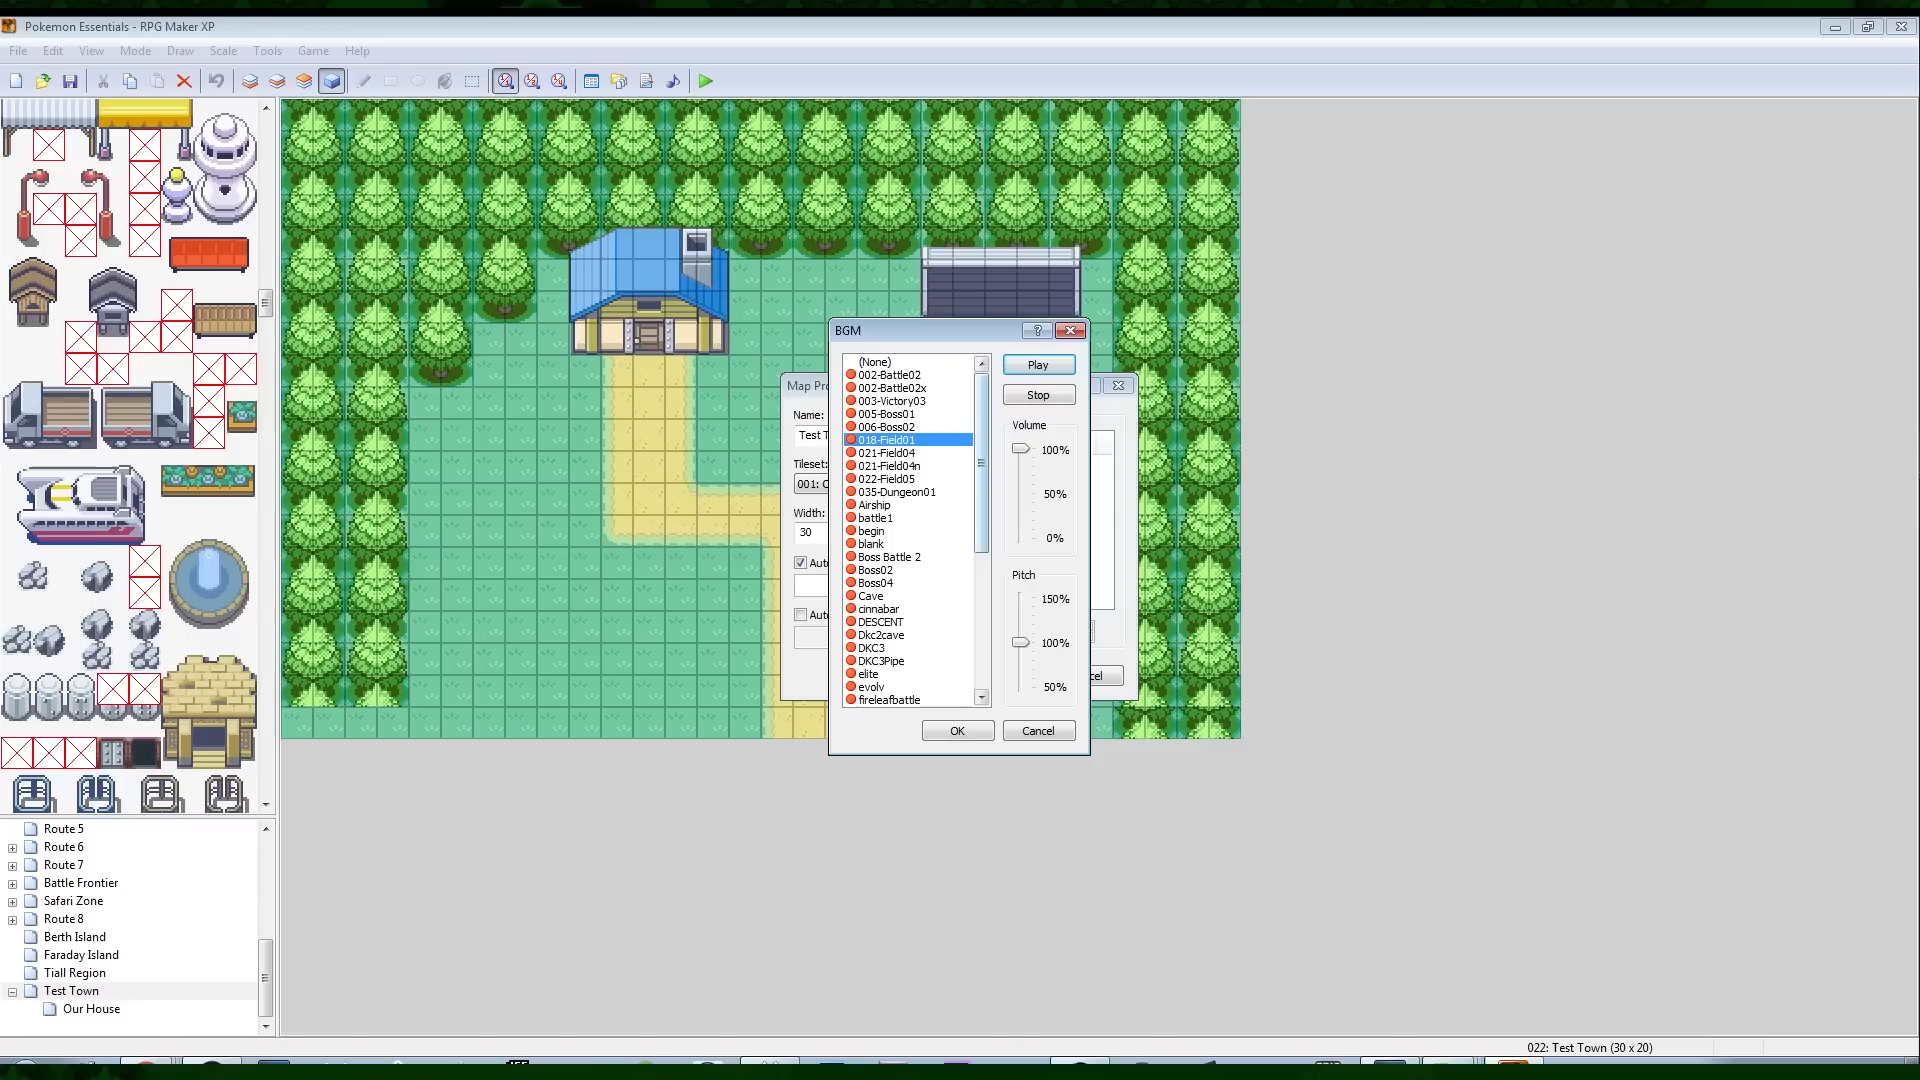 Pokemon Essentials - RPG Maker XP
File Edit View Mode Draw Scale Tools Game Help
BGM
(None)
002-Battle02
002-Battle02x
003-Victory03
005-Boss01
006-Boss02
018-Field01
021-Field04
021-Field04n
022-Field05
035-Dungeon01
Airship
battle1
begin
blank
Boss Battle 2
Boss02
Boss04
Cave
cinnabar
DESCENT
Dkc2cave
DKC3
DKC3Pipe
elite
evolv
fireleafbattle
Play
Stop
Volume
100%
50%
0%
Pitch
150%
100%
50%
OK
Cancel
Map Pro
Name:
Test T
Tileset:
001: O
Width:
30
Auto
Auto
cel
Route 5
Route 6
Route 7
Battle Frontier
Safari Zone
Route 8
Berth Island
Faraday Island
Tiall Region
Test Town
Our House
022: Test Town (30 x 20)